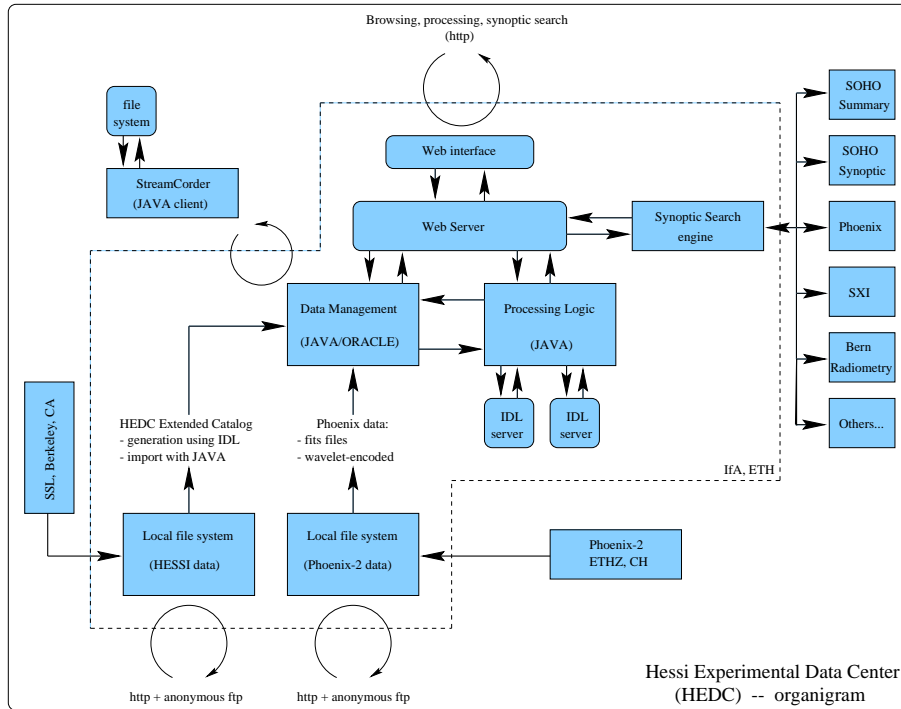 Browsing, processing, synoptic search
(http)
file
system
StreamCorder
(JAVA client)
Web interface
Web Server
Synoptic Search
engine
SOHO
Summary
SOHO
Synoptic
Phoenix
SXI
Bern
Radiometry
Others...
Data Management
(JAVA/ORACLE)
Processing Logic
(JAVA)
IDL
server
IDL
server
HEDC Extended Catalog
- generation using IDL
- import with JAVA
Phoenix data:
- fits files
- wavelet-encoded
SSL, Berkeley, CA
IfA, ETH
Local file system
(HESSI data)
Local file system
(Phoenix-2 data)
Phoenix-2
ETHZ, CH
http + anonymous ftp
http + anonymous ftp
Hessi Experimental Data Center
(HEDC) -- organigram